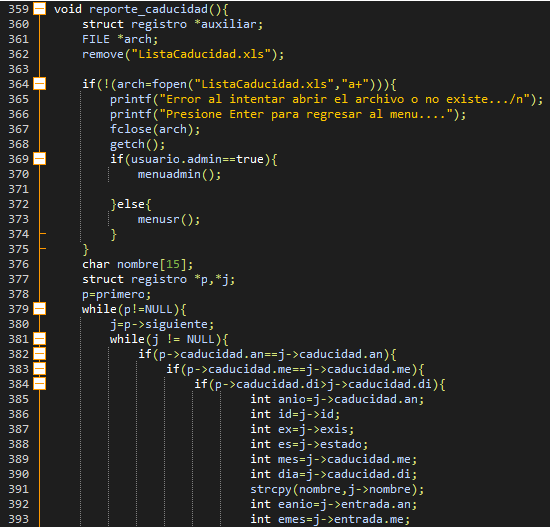 359 void reporte_caducidad(){
360 struct registro *auxiliar;
361 FILE *arch;
362 remove("ListaCaducidad.xls");
363
364 if(!(arch=fopen("ListaCaducidad.xls","a+"))){
365 printf("Error al intentar abrir el archivo o no existe.../n");
366 printf("Presione Enter para regresar al menu....");
367 fclose(arch);
368 getch();
369 if(usuario.admin==true){
370 menuadmin();
371
372 }else{
373 menusr();
374 }
375 }
376 char nombre[15];
377 struct registro *p,*j;
378 p=primero;
379 while(p!=NULL){
380 j=p->siguiente;
381 while(j != NULL){
382 if(p->caducidad.an==j->caducidad.an){
383 if(p->caducidad.me==j->caducidad.me){
384 if(p->caducidad.di>j->caducidad.di){
385 int anio=j->caducidad.an;
386 int id=j->id;
387 int ex=j->exis;
388 int es=j->estado;
389 int mes=j->caducidad.me;
390 int dia=j->caducidad.di;
391 strcpy(nombre,j->nombre);
392 int eanio=j->entrada.an;
393 int emes=j->entrada.me;